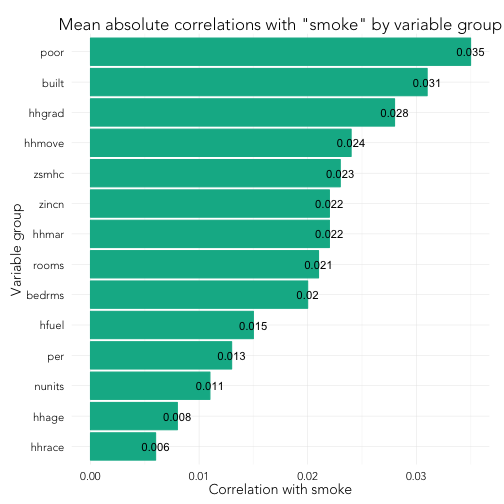 Mean absolute correlations with "smoke" by variable group
poor 0.035
built 0.031
hhgrad 0.028
hhmove 0.024
zsmhc 0.023
zincn 0.022
hhmar 0.022
rooms 0.021
bedrms 0.02
hfuel 0.015
per 0.013
nunits 0.011
hhage 0.008
hhrace 0.006
Variable group
0.00 0.01 0.02 0.03
Correlation with smoke